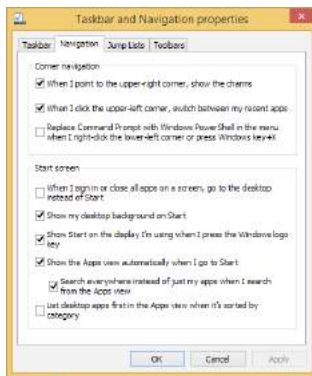 Taskbar and Navigation properties
Taskbar Navigation Jump Lists Toolbars
Corner navigation
When I point to the upper-right corner, show the charms
When I click the upper-left corner, switch between my recent apps
Replace Command Prompt with Windows PowerShell in the menu
when I right-click the lower-left corner or press Windows key+X
Start screen
When I sign in or close all apps on a screen, go to the desktop
instead of Start
Show my desktop background on Start
Show Start on the display I'm using when I press the Windows logo
key
Show the Apps view automatically when I go to Start
Search everywhere instead of just my apps when I search
from the Apps view
List desktop apps first in the Apps view when it's sorted by
category
OK Cancel Apply